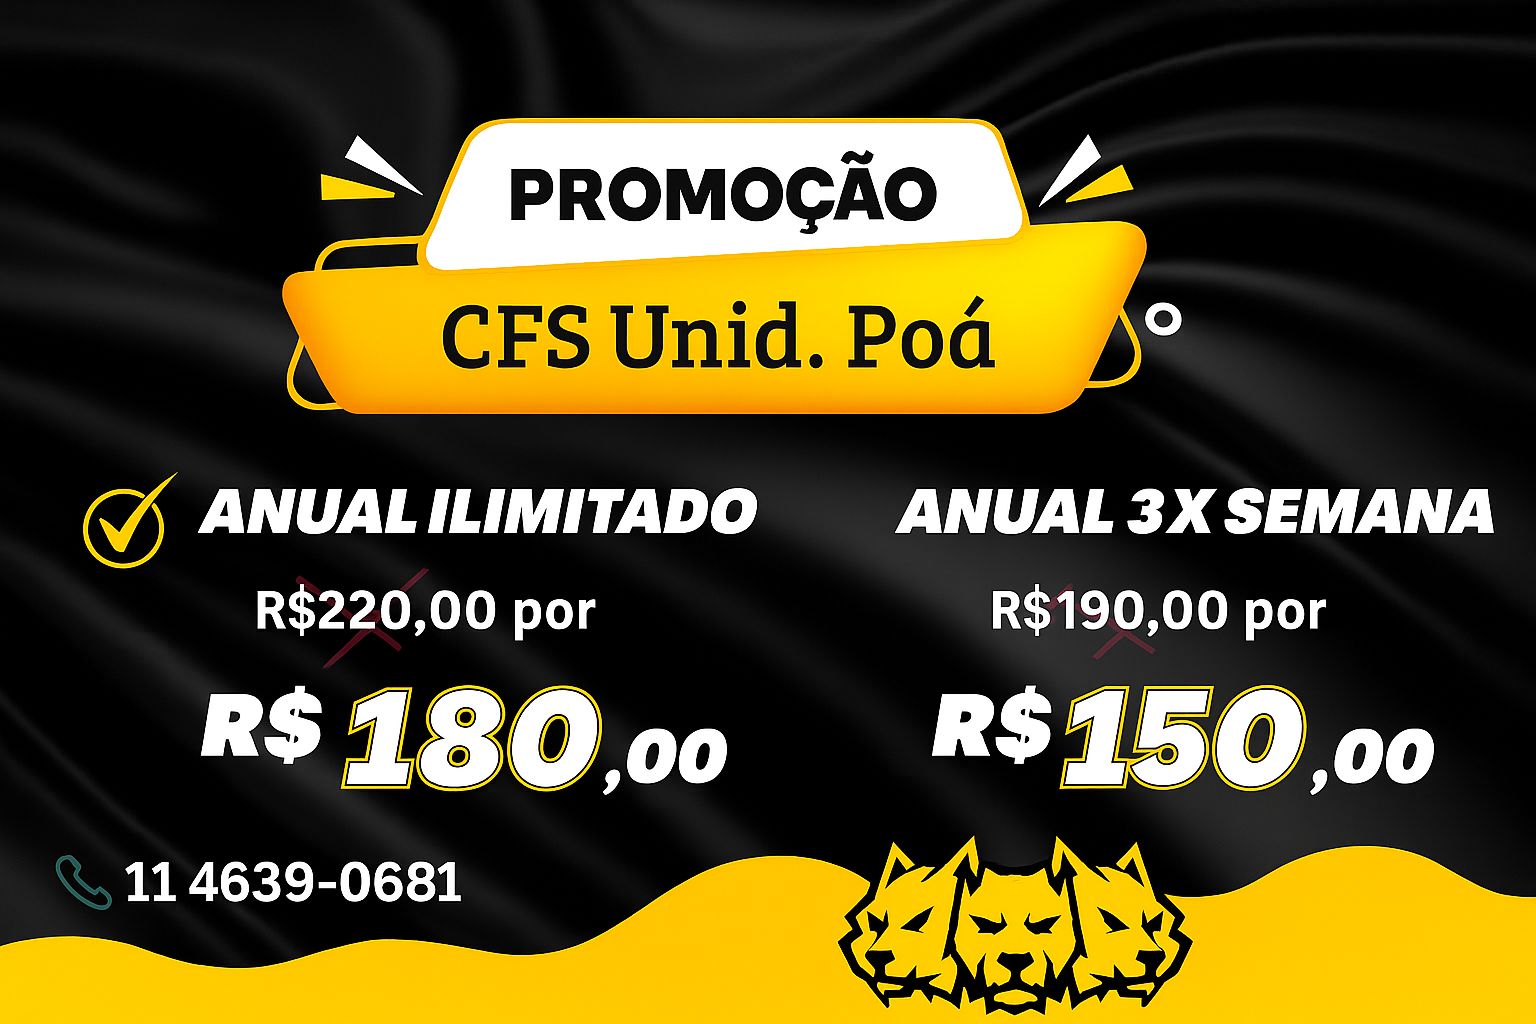 PROMOÇÃO
CFS Unid. Poá
ANUAL ILIMITADO
R$220,00 por
R$ 180,00
ANUAL 3X SEMANA
R$190,00 por
R$ 150,00
11 4639-0681